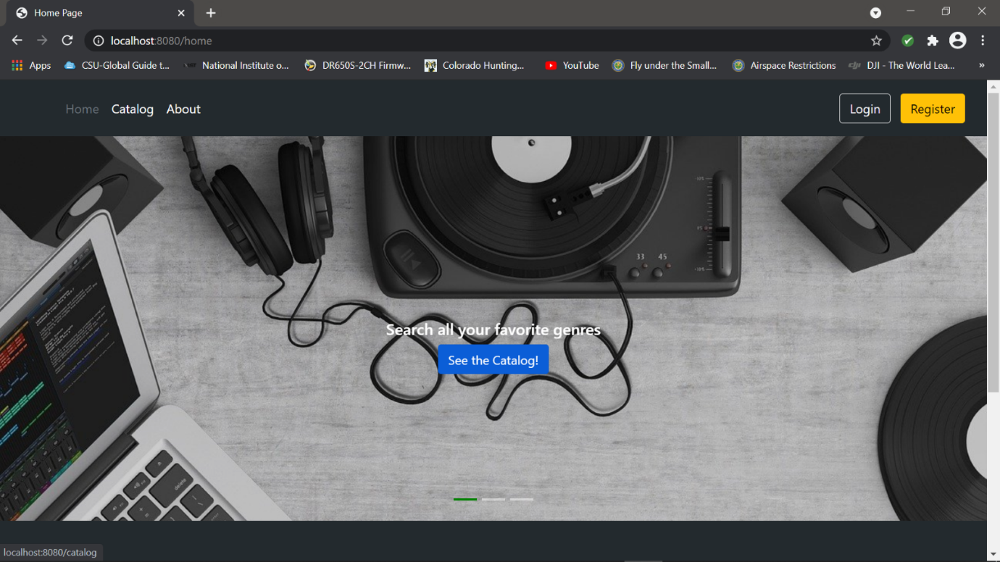 Home Page
localhost:8080/home
Apps CSU-Global Guide t... National Institute o... DR650S-2CH Firmw... Colorado Hunting... YouTube Fly under the Small... Airspace Restrictions DJI - The World Lea... »
Home Catalog About Login Register
33 45
Search all your favorite genres
See the Catalog!
delete
localhost:8080/catalog